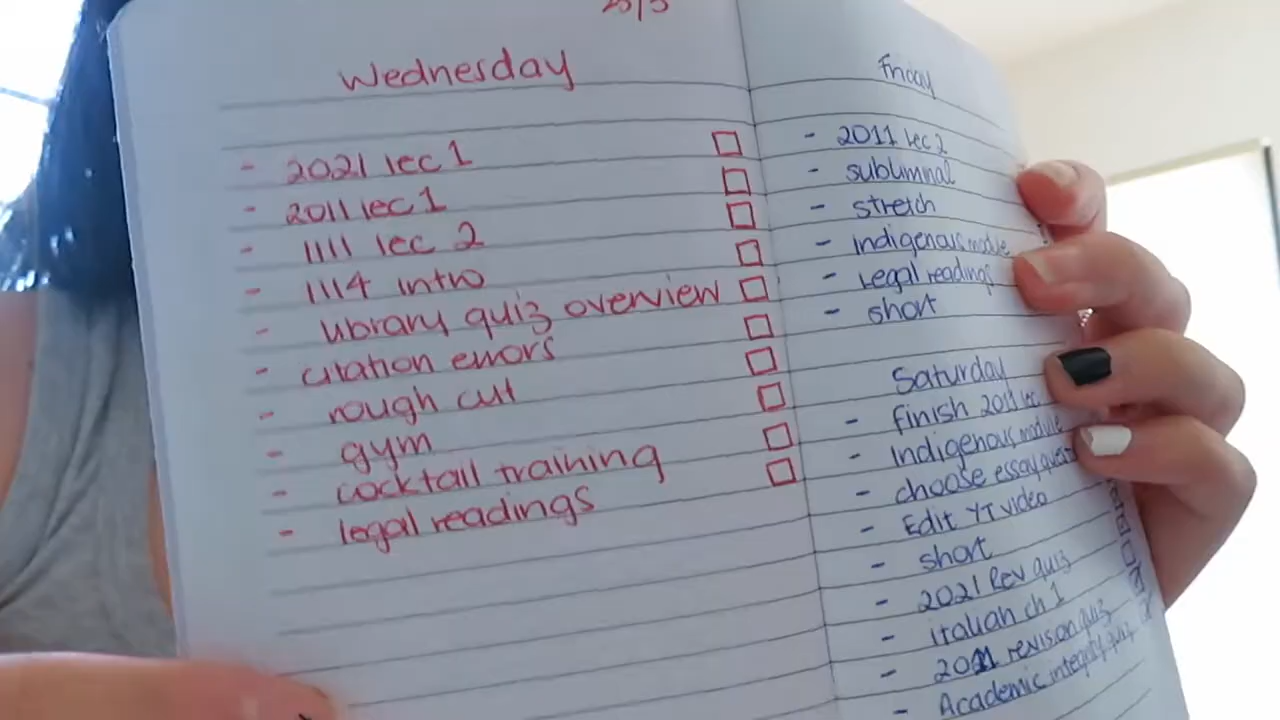 Wednesday
- 2021 lec 1
- 2011 lec 1
- 1111 lec 2
- 1114 intro
- library quiz overview
- citation errors
- rough cut
- gym
- cocktail training
- legal readings
Friday
- 2011 lec 2
- subliminal
- stretch
- Indigenous module
- Legal readings
- short
Saturday
- finish 2011 lec
- Indigenous module
- choose essay quest
- Edit YT video
- short
- 2021 Rev quiz
- italian ch 1
- 2011 revision quiz
- Academic integrity quiz